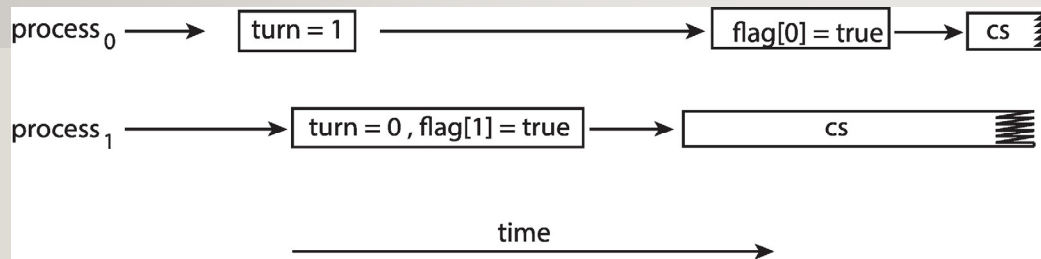 process0 turn = 1 flag[0] = true cs
process1 turn = 0 , flag[1] = true cs
time